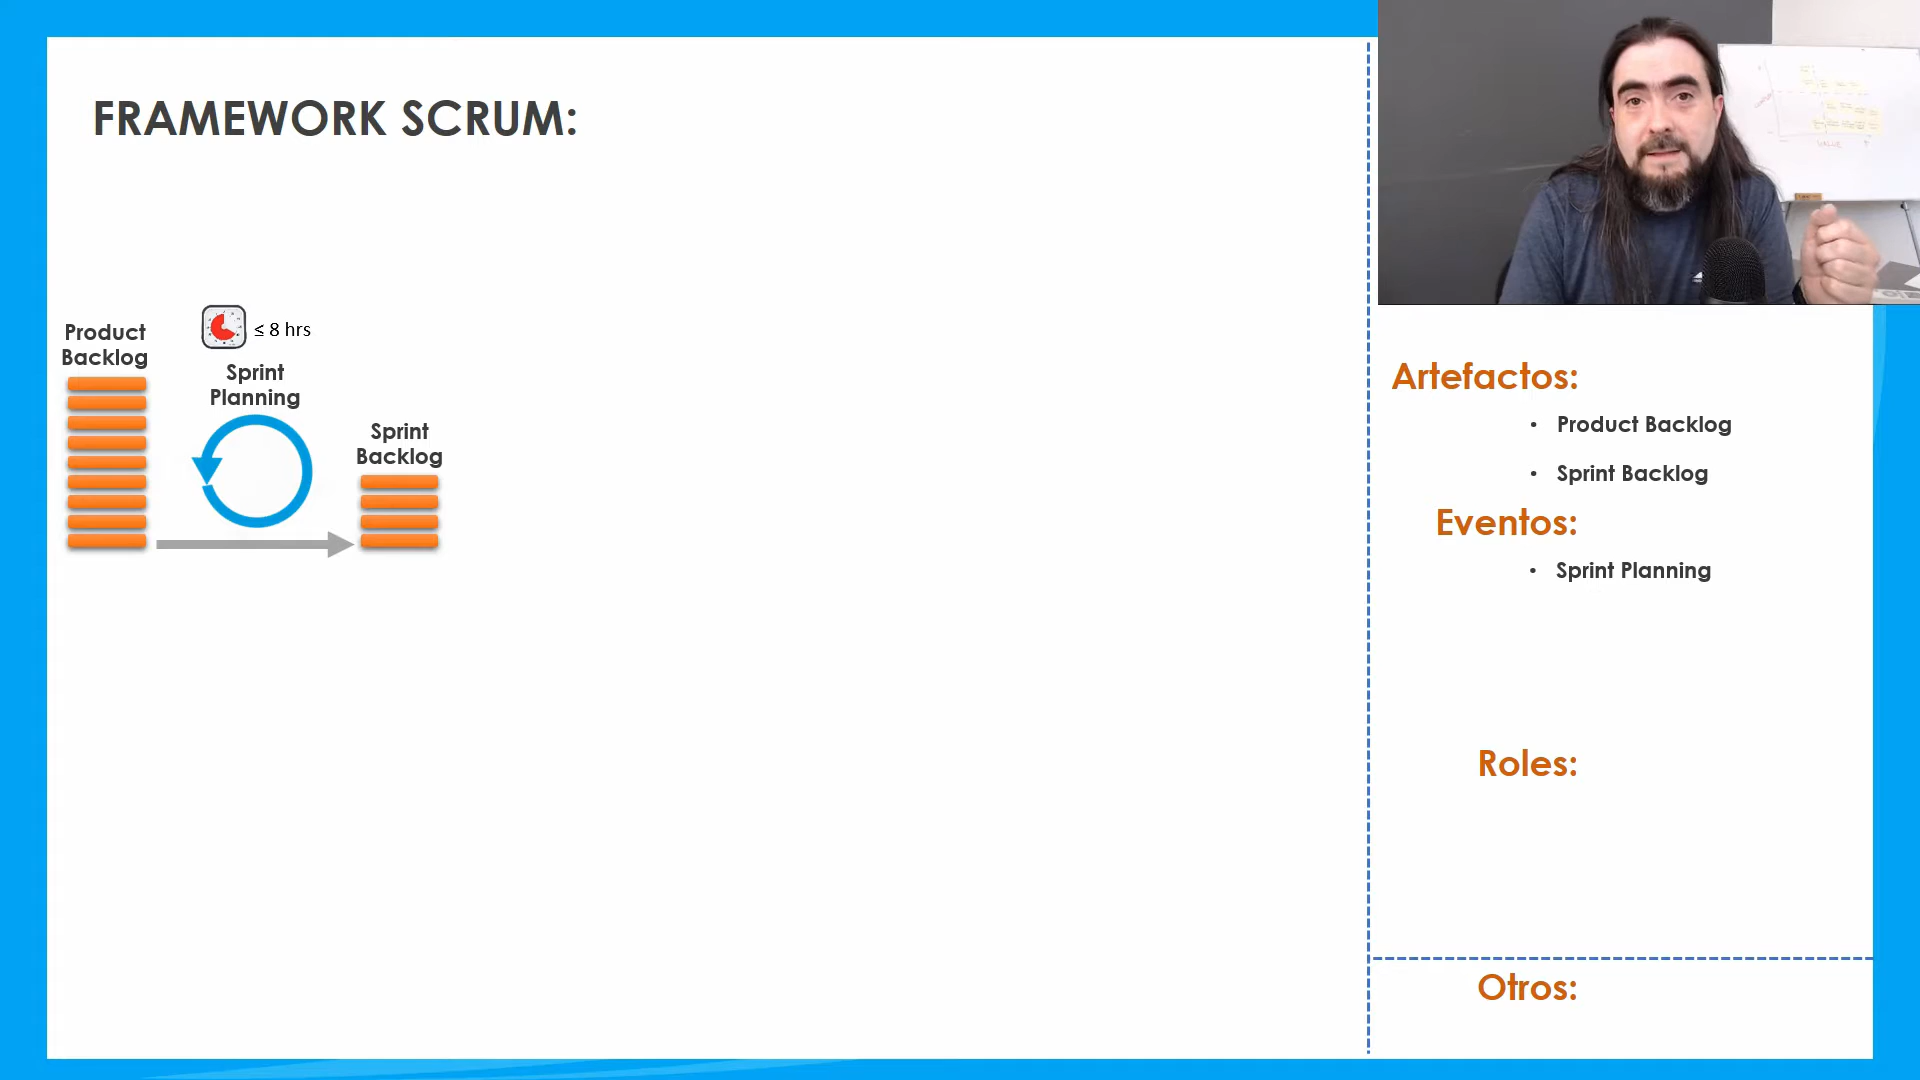 FRAMEWORK SCRUM:
Product
Backlog
≤ 8 hrs
Sprint
Planning
Sprint
Backlog
Artefactos:
• Product Backlog
• Sprint Backlog
Eventos:
• Sprint Planning
Roles:
Otros:
VALUE